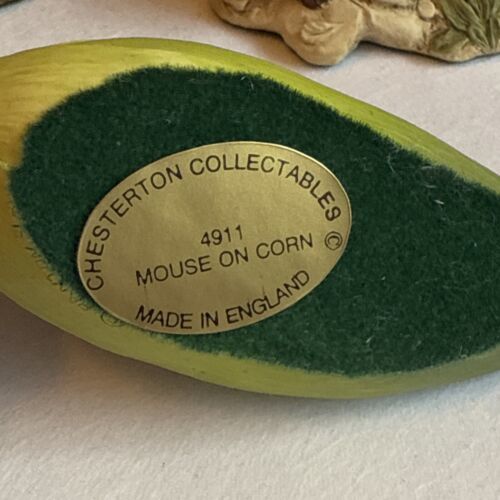 CHESTERTON COLLECTABLES ©
4911
MOUSE ON CORN
MADE IN ENGLAND